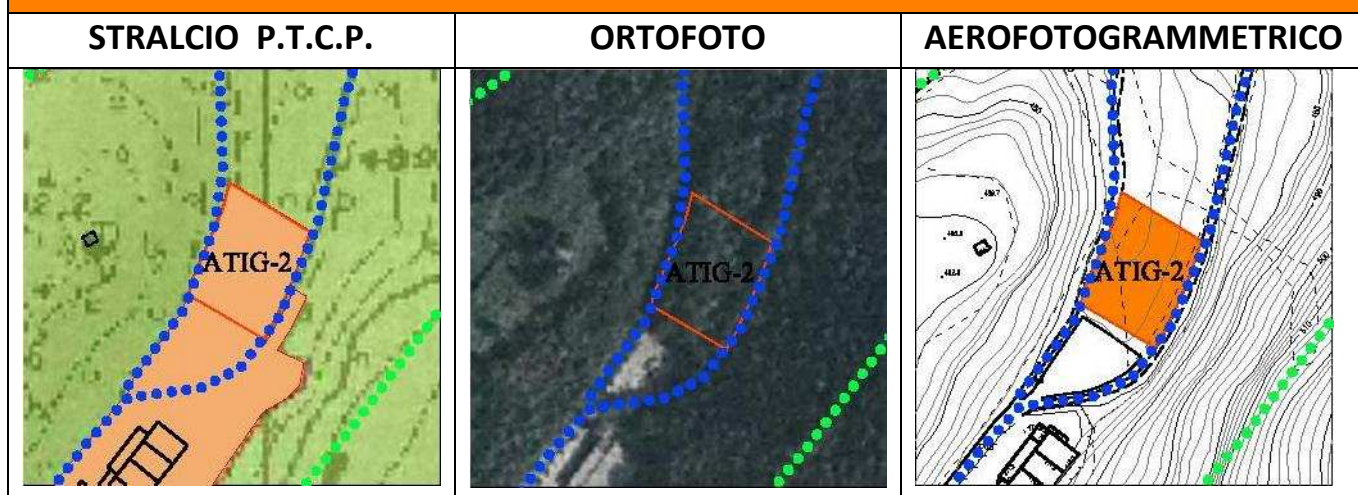 STRALCIO P.T.C.P.
ORTOFOTO
AEROFOTOGRAMMETRICO
ATIG-2
ATIG-2
ATIG-2